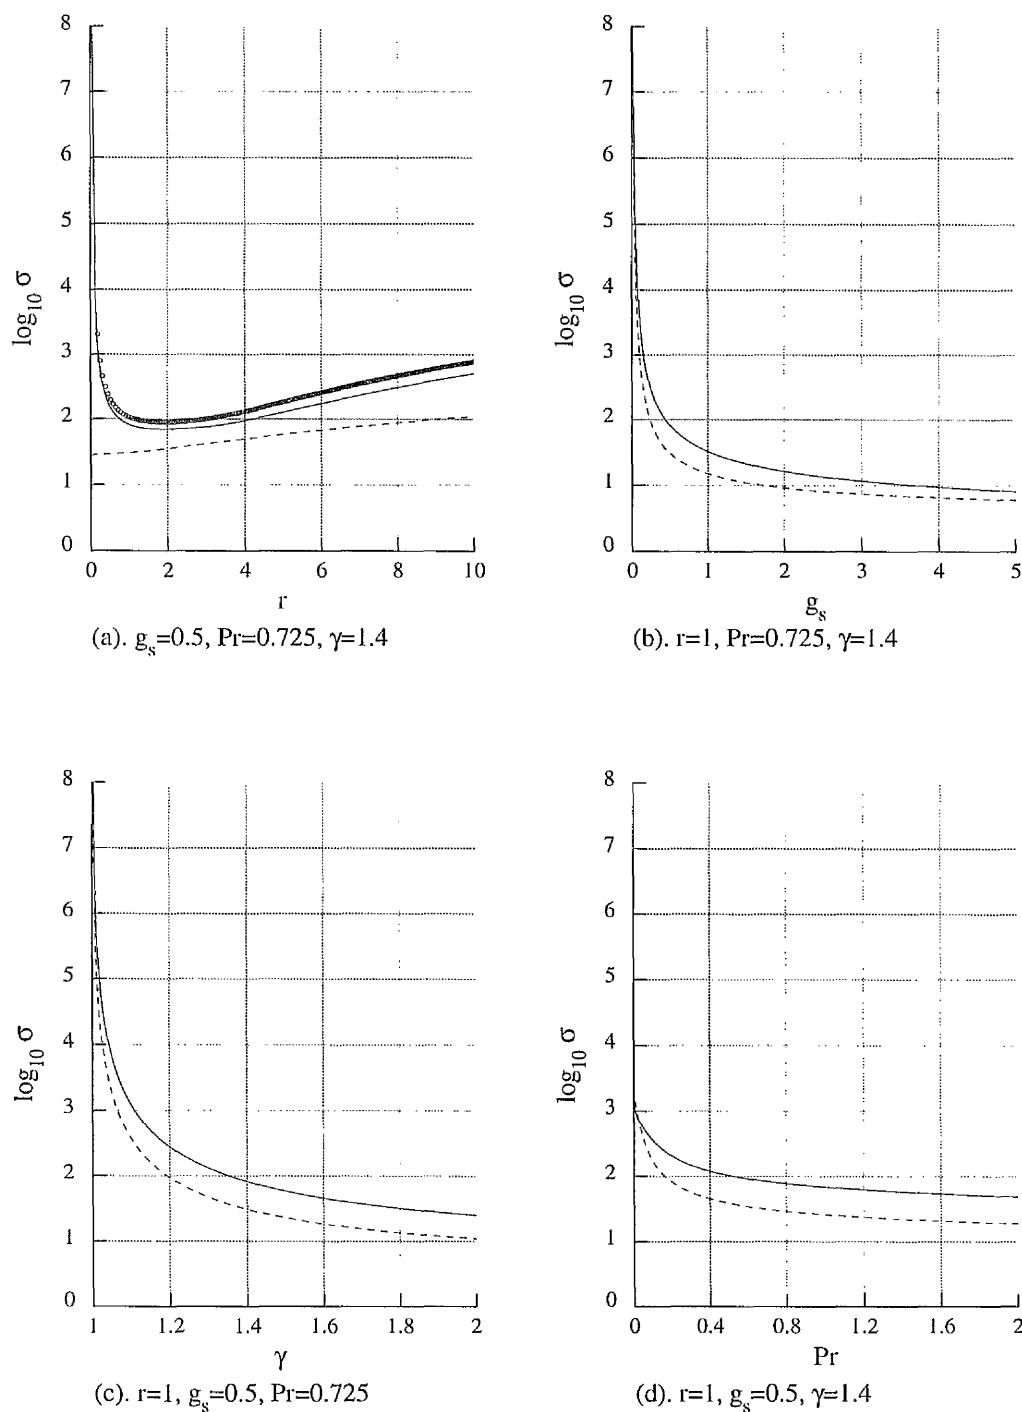 8
7
6
5
4
3
2
1
0
log10 σ
0 2 4 6 8 10
r
(a). gs=0.5, Pr=0.725, γ=1.4
8
7
6
5
4
3
2
1
0
log10 σ
0 1 2 3 4 5
gs
(b). r=1, Pr=0.725, γ=1.4
8
7
6
5
4
3
2
1
0
log10 σ
1 1.2 1.4 1.6 1.8 2
γ
(c). r=1, gs=0.5, Pr=0.725
8
7
6
5
4
3
2
1
0
log10 σ
0 0.4 0.8 1.2 1.6 2
Pr
(d). r=1, gs=0.5, γ=1.4